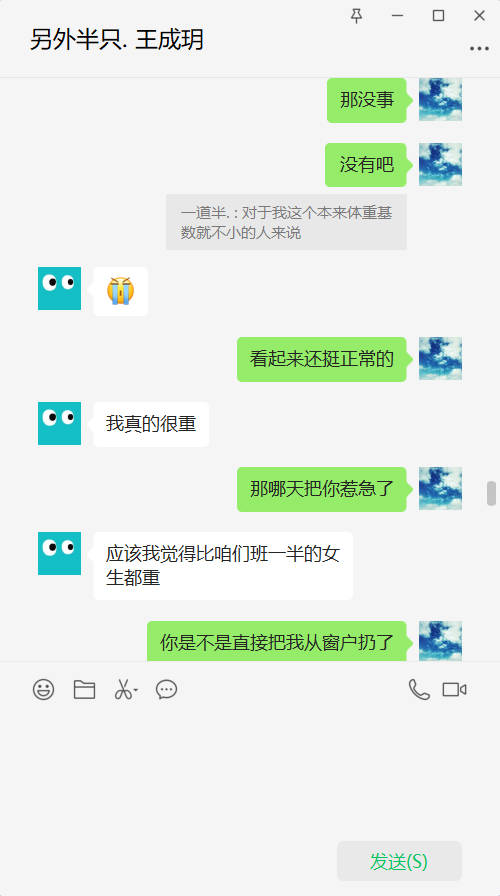 另外半只. 王成玥
那没事
没有吧
一道半. : 对于我这个本来体重基
数就不小的人来说
看起来还挺正常的
我真的很重
那哪天把你惹急了
应该我觉得比咱们班一半的女
生都重
你是不是直接把我从窗户扔了
发送(S)